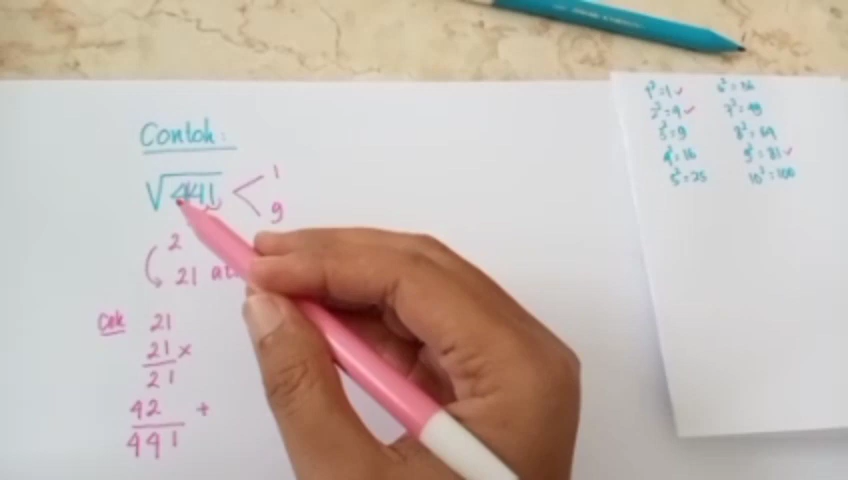 Contoh:
√441 < 1
9
2
21
Cek 21
21 ×
21
42 +
441
1²=1 ✓ 6²=36
2²=4 ✓ 7²=49
3²=9 8²=64
4²=16 9²=81 ✓
5²=25 10²=100